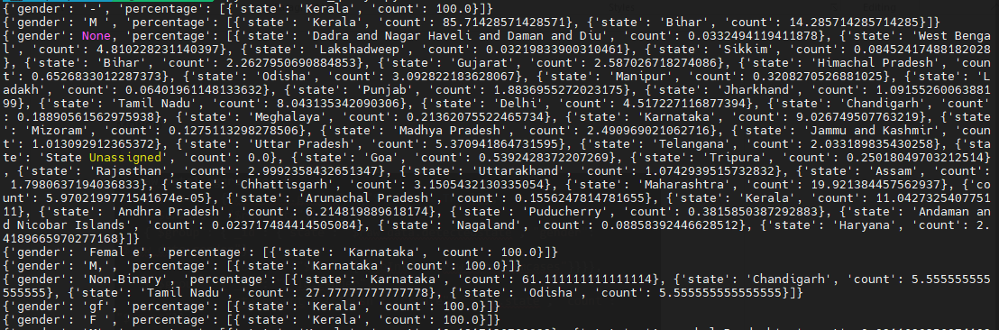 {'gender': '-', 'percentage': [{'state': 'Kerala', 'count': 100.0}]}
{'gender': 'M ', 'percentage': [{'state': 'Kerala', 'count': 85.71428571428571}, {'state': 'Bihar', 'count': 14.285714285714285}]}
{'gender': None, 'percentage': [{'state': 'Dadra and Nagar Haveli and Daman and Diu', 'count': 0.0332494119411878}, {'state': 'West Benga
l', 'count': 4.810228231140397}, {'state': 'Lakshadweep', 'count': 0.03219833900310461}, {'state': 'Sikkim', 'count': 0.08452417488182028
}, {'state': 'Bihar', 'count': 2.2627950690884853}, {'state': 'Gujarat', 'count': 2.587026718274086}, {'state': 'Himachal Pradesh', 'coun
t': 0.6526833012287373}, {'state': 'Odisha', 'count': 3.092822183628067}, {'state': 'Manipur', 'count': 0.3208270526881025}, {'state': 'L
adakh', 'count': 0.06401961148133632}, {'state': 'Punjab', 'count': 1.8836955272023175}, {'state': 'Jharkhand', 'count': 1.09155260063881
99}, {'state': 'Tamil Nadu', 'count': 8.043135342090306}, {'state': 'Delhi', 'count': 4.517227116877394}, {'state': 'Chandigarh', 'count'
: 0.18890561562975938}, {'state': 'Meghalaya', 'count': 0.21362075522465734}, {'state': 'Karnataka', 'count': 9.026749507763219}, {'state
': 'Mizoram', 'count': 0.1275113298278506}, {'state': 'Madhya Pradesh', 'count': 2.490969021062716}, {'state': 'Jammu and Kashmir', 'coun
t': 1.013092912365372}, {'state': 'Uttar Pradesh', 'count': 5.370941864731595}, {'state': 'Telangana', 'count': 2.033189835430258}, {'sta
te': 'State Unassigned', 'count': 0.0}, {'state': 'Goa', 'count': 0.5392428372207269}, {'state': 'Tripura', 'count': 0.25018049703212514}
, {'state': 'Rajasthan', 'count': 2.9992358432651347}, {'state': 'Uttarakhand', 'count': 1.0742939515732832}, {'state': 'Assam', 'count':
 1.7980637194036833}, {'state': 'Chhattisgarh', 'count': 3.1505432130335054}, {'state': 'Maharashtra', 'count': 19.921384457562937}, {'co
unt': 5.9702199771541674e-05}, {'state': 'Arunachal Pradesh', 'count': 0.1556247814781655}, {'state': 'Kerala', 'count': 11.0427325407751
11}, {'state': 'Andhra Pradesh', 'count': 6.214819889618174}, {'state': 'Puducherry', 'count': 0.3815850387292883}, {'state': 'Andaman an
d Nicobar Islands', 'count': 0.023717484414505084}, {'state': 'Nagaland', 'count': 0.08858392446628512}, {'state': 'Haryana', 'count': 2.
4189665970277168}]}
{'gender': 'Femal e', 'percentage': [{'state': 'Karnataka', 'count': 100.0}]}
{'gender': 'M,', 'percentage': [{'state': 'Karnataka', 'count': 100.0}]}
{'gender': 'Non-Binary', 'percentage': [{'state': 'Karnataka', 'count': 61.111111111111114}, {'state': 'Chandigarh', 'count': 5.555555555
555555}, {'state': 'Tamil Nadu', 'count': 27.77777777777778}, {'state': 'Odisha', 'count': 5.555555555555555}]}
{'gender': 'gf', 'percentage': [{'state': 'Kerala', 'count': 100.0}]}
{'gender': 'F ', 'percentage': [{'state': 'Kerala', 'count': 100.0}]}